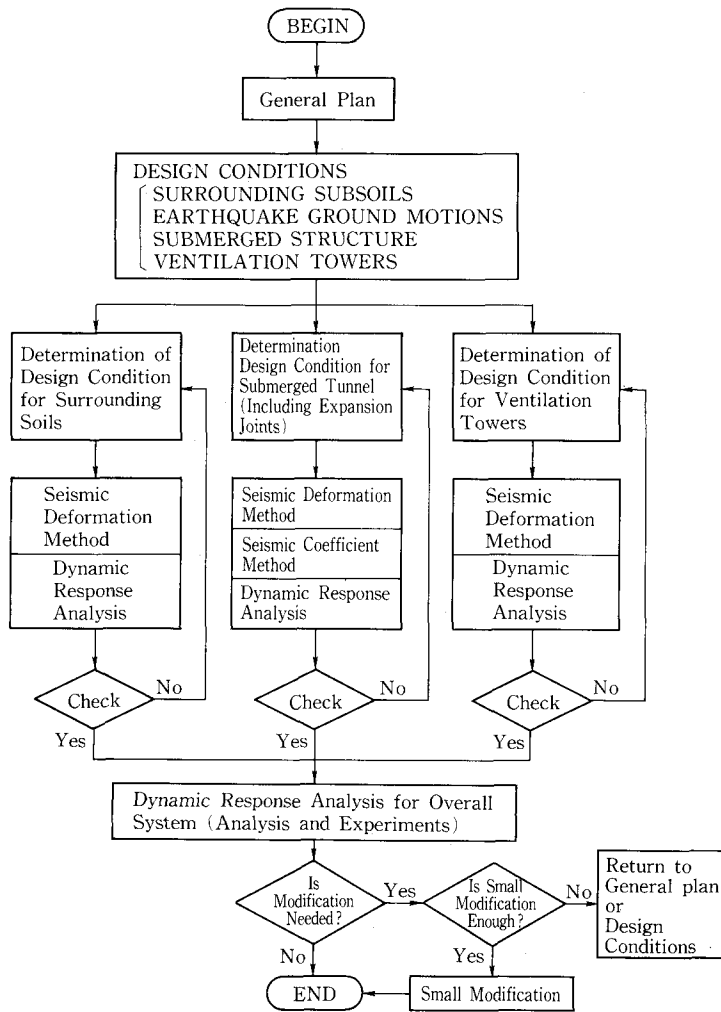 BEGIN
General Plan
DESIGN CONDITIONS
SURROUNDING SUBSOILS
EARTHQUAKE GROUND MOTIONS
SUBMERGED STRUCTURE
VENTILATION TOWERS
Determination of
Design Condition
for Surrounding
Soils
Seismic
Deformation
Method
Dynamic
Response
Analysis
Check
No
Yes
Determination
Design Condition for
Submerged Tunnel
(Including Expansion
Joints)
Seismic Deformation
Method
Seismic Coefficient
Method
Dynamic Response
Analysis
Check
No
Yes
Determination of
Design Condition
for Ventilation
Towers
Seismic
Deformation
Method
Dynamic
Response
Analysis
Check
No
Yes
Dynamic Response Analysis for Overall
System (Analysis and Experiments)
Is
Modification
Needed?
Yes
No
Is Small
Modification
Enough?
No
Yes
Return to
General plan
or
Design
Conditions
Small Modification
END